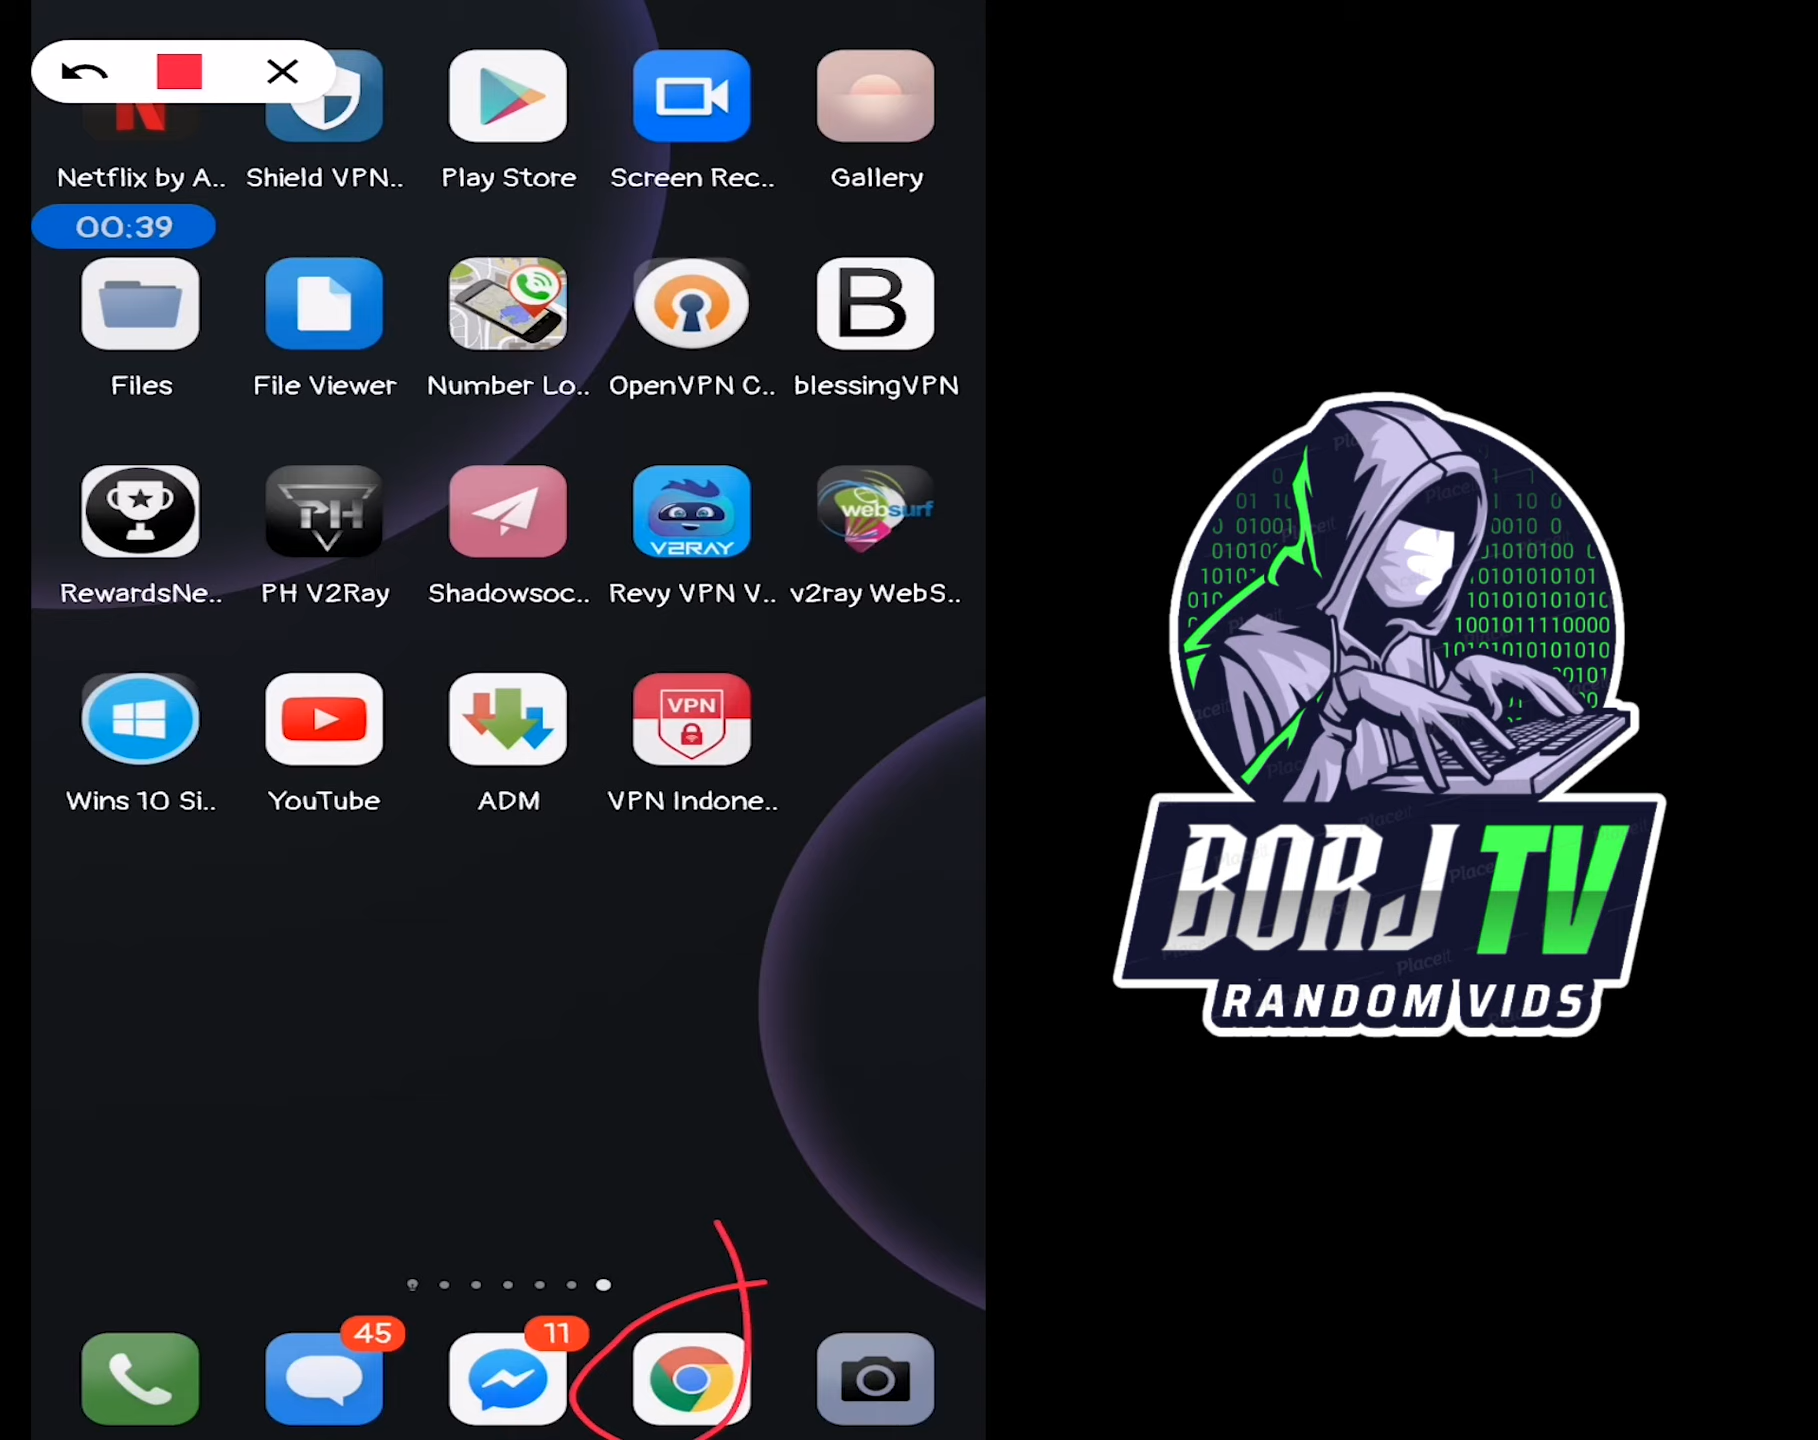 Netflix by A..
Shield VPN..
Play Store
Screen Rec..
Gallery
00:39
B
Files
File Viewer
Number Lo..
OpenVPN C..
blessingVPN
PH
V2RAY
websurf
RewardsNe..
PH V2Ray
Shadowsoc..
Revy VPN V..
v2ray WebS..
VPN
Wins 10 Si..
YouTube
ADM
VPN Indone..
45
11
BORJ TV
RANDOM VIDS